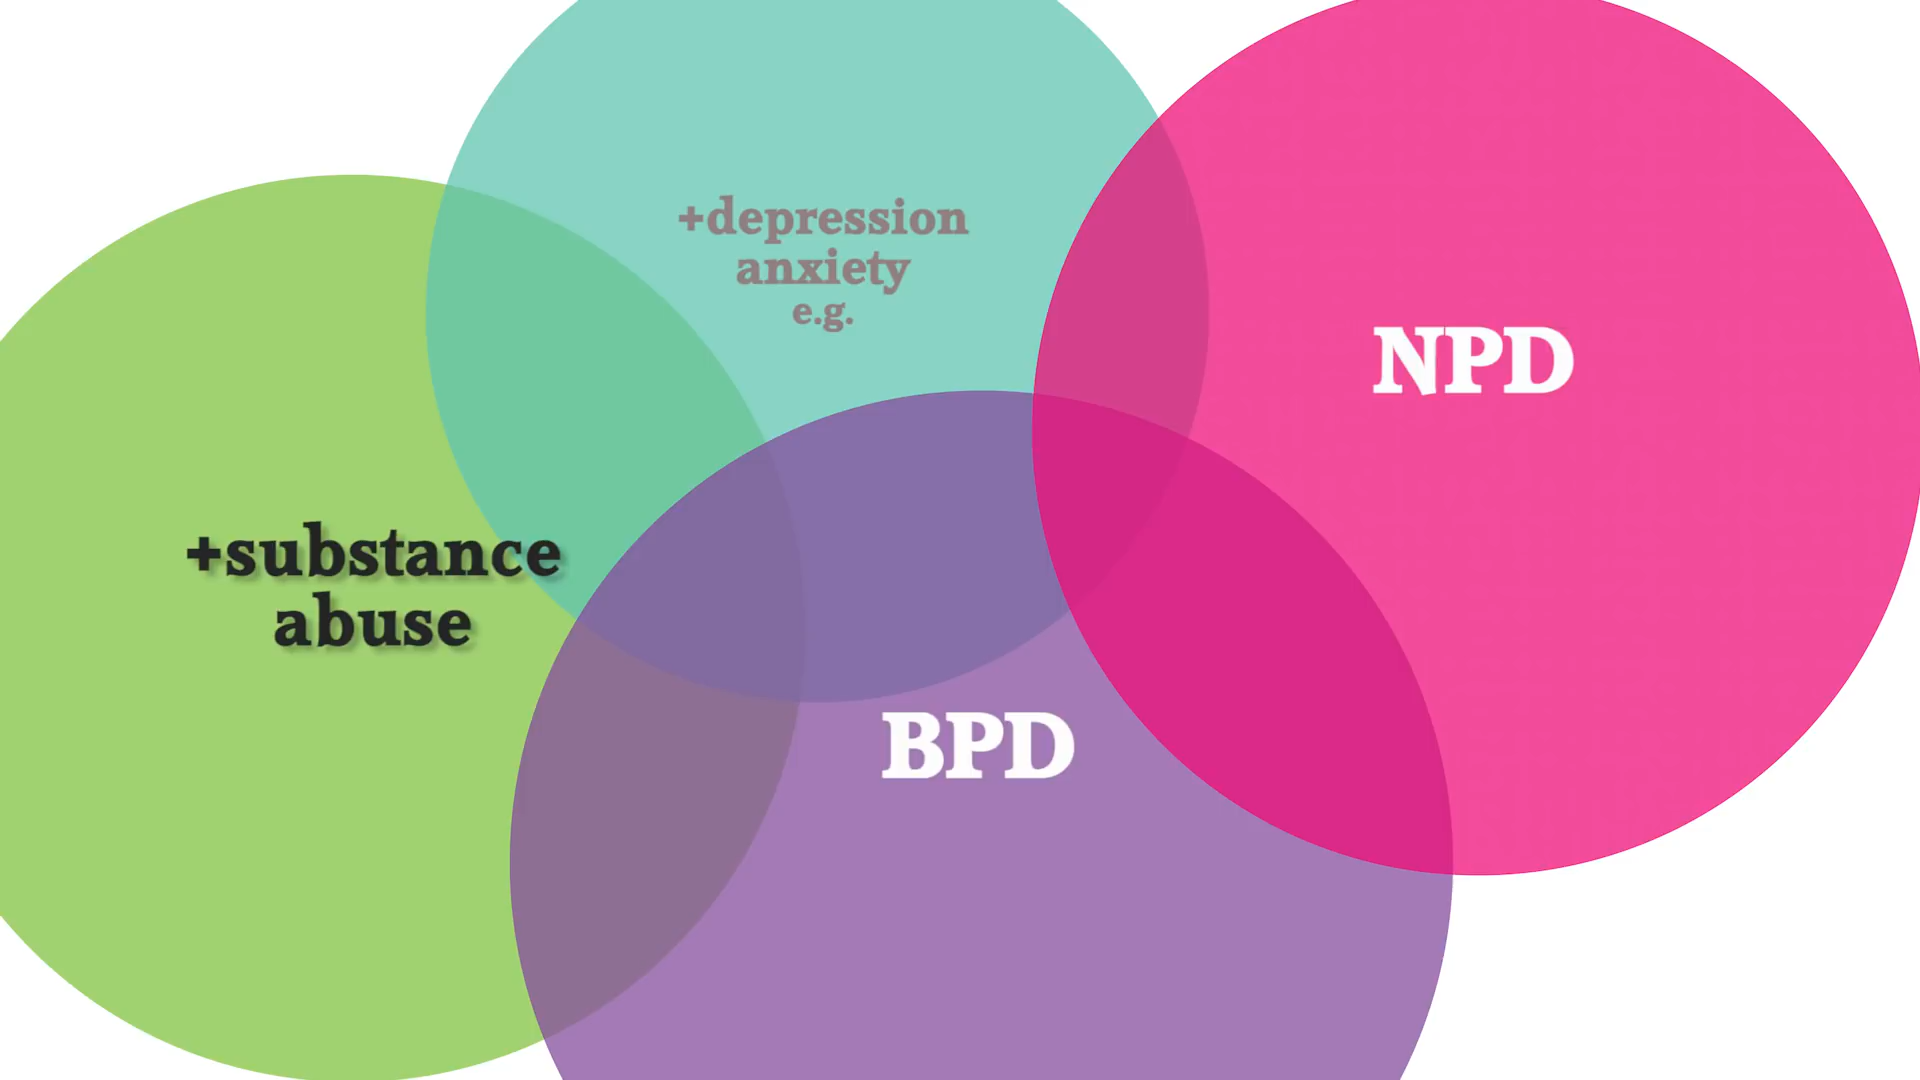 +depression
anxiety
e.g.
NPD
+substance
abuse
BPD